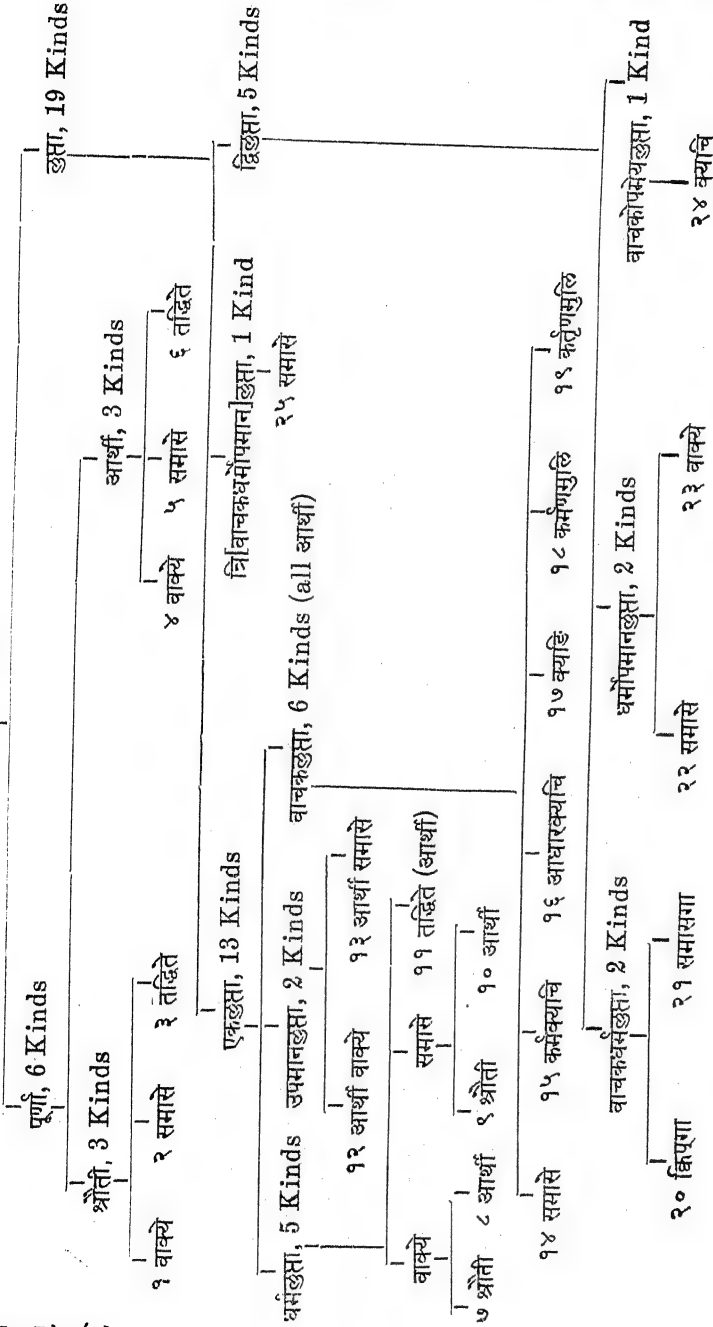 पूर्णा, 6 Kinds
लुप्ता, 19 Kinds
श्रौती, 3 Kinds
आर्थी, 3 Kinds
१ वाक्ये २ समासे ३ तद्धिते
४ वाक्ये ५ समासे ६ तद्धिते
एकलुप्ता, 13 Kinds
त्रि[वाचकधर्मोपमान]लुप्ता, 1 Kind
द्विलुप्ता, 5 Kinds
२५ समासे
धर्मलुप्ता, 5 Kinds उपमानलुप्ता, 2 Kinds
वाचकलुप्ता, 6 Kinds (all आर्थी)
१२ आर्थी वाक्ये १३ आर्थी समासे
वाक्ये समासे ११ तद्धिते (आर्थी)
७ श्रौती ८ आर्थी ९ श्रौती १० आर्थी
१४ समासे १५ कर्मक्यचि १६ आधारक्यचि १७ क्यङि १८ कर्मणमुलि १९ कर्तृणमुलि
वाचकधर्मलुप्ता, 2 Kinds
धर्मोपमानलुप्ता, 2 Kinds
वाचकोपमेयलुप्ता, 1 Kind
२० क्विप्गा २१ समासगा
२२ समासे २३ वाक्ये
२४ क्यचि